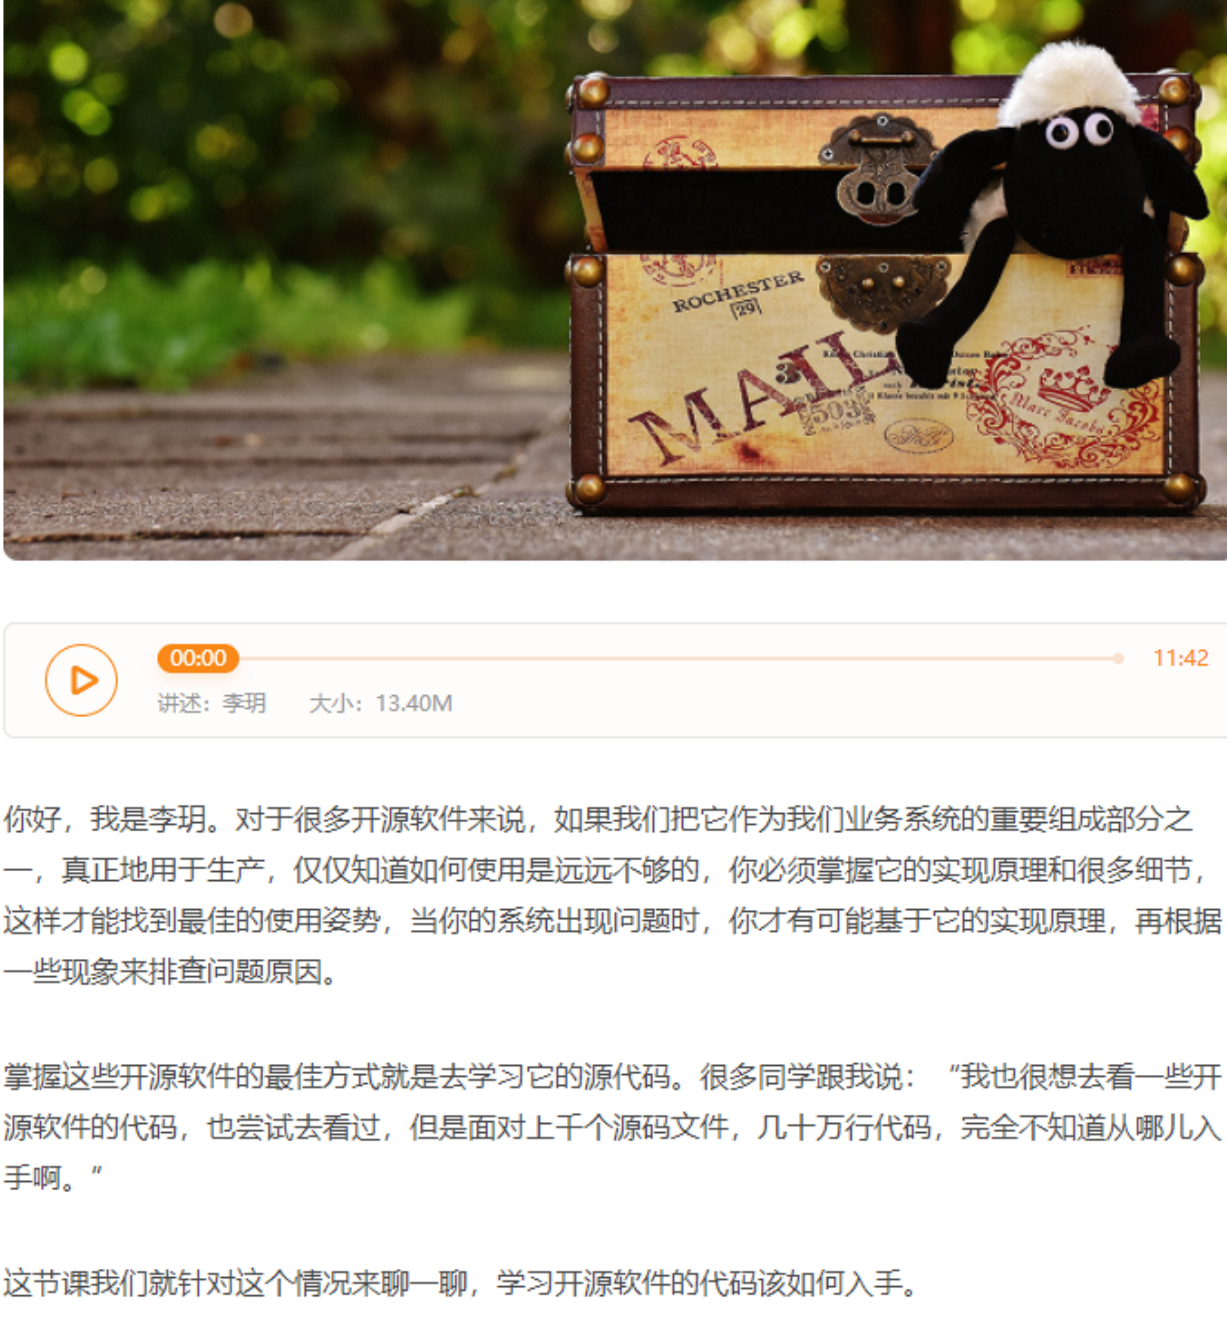 ROCHESTER
29
MAIL
3
503
Marc Jacobs
00:00
11:42
讲述：李玥 大小：13.40M
你好，我是李玥。对于很多开源软件来说，如果我们把它作为我们业务系统的重要组成部分之
一，真正地用于生产，仅仅知道如何使用是远远不够的，你必须掌握它的实现原理和很多细节，
这样才能找到最佳的使用姿势，当你的系统出现问题时，你才有可能基于它的实现原理，再根据
一些现象来排查问题原因。
掌握这些开源软件的最佳方式就是去学习它的源代码。很多同学跟我说：“我也很想去看一些开
源软件的代码，也尝试去看过，但是面对上千个源码文件，几十万行代码，完全不知道从哪儿入
手啊。”
这节课我们就针对这个情况来聊一聊，学习开源软件的代码该如何入手。